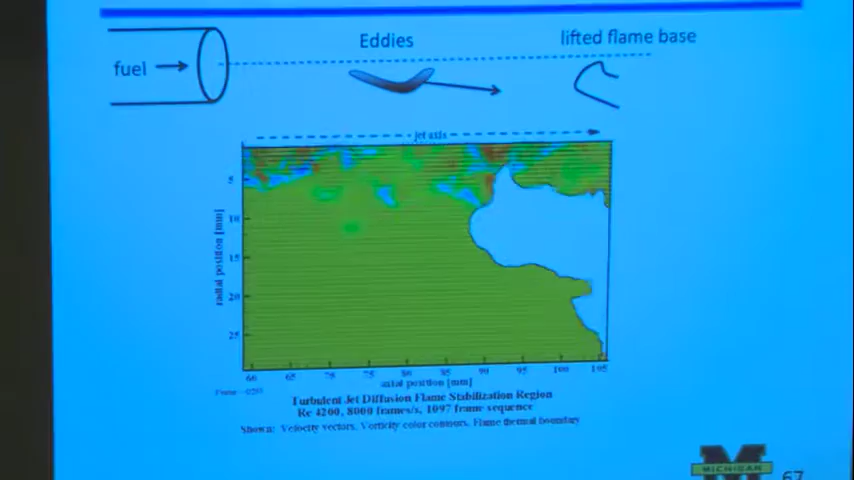 Eddies
lifted flame base
fuel
jet axis
5
10
15
20
25
radial position [mm]
60 65 70 75 80 85 90 95 100 105
axial position [mm]
Turbulent Jet Diffusion Flame Stabilization Region
Re 4200, 8000 frames/s, 1097 frame sequence
Shown: Velocity vectors, Vorticity color contours, Flame thermal boundary
M
MICHIGAN
67